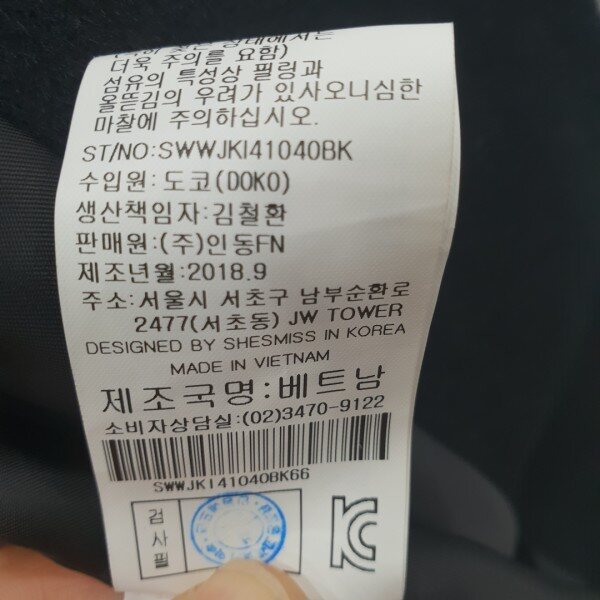 더욱 주의를 요함)
섬유의 특성상 필링과
올뜯김의 우려가 있사오니심한
마찰에 주의하십시오.
ST/NO:SWWJKI41040BK
수입원: 도코(DOKO)
생산책임자:김철환
판매원:(주)인동FN
제조년월:2018.9
주소:서울시 서초구 남부순환로
2477(서초동) JW TOWER
DESIGNED BY SHESMISS IN KOREA
MADE IN VIETNAM
제조국명:베트남
소비자상담실:(02)3470-9122
SWWJKI41040BK66
검사필